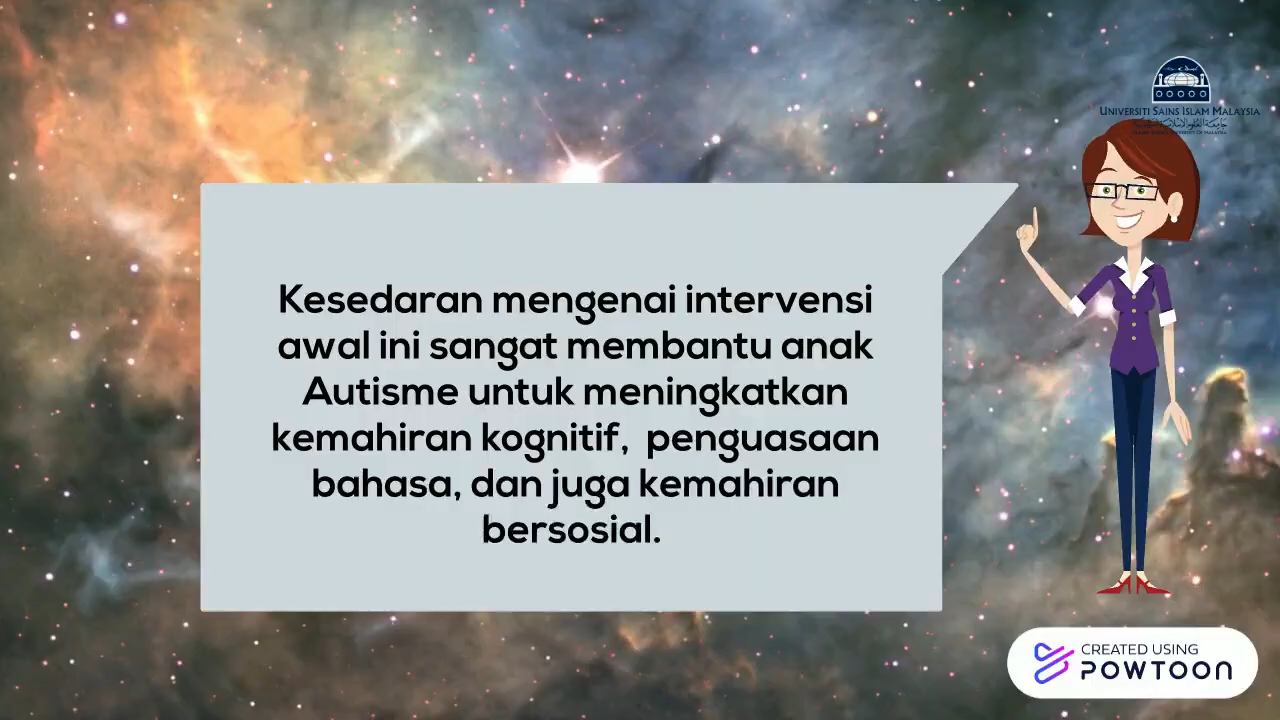 UNIVERSITI SAINS ISLAM MALAYSIA
Kesedaran mengenai intervensi
awal ini sangat membantu anak
Autisme untuk meningkatkan
kemahiran kognitif, penguasaan
bahasa, dan juga kemahiran
bersosial.
CREATED USING
POWTOON